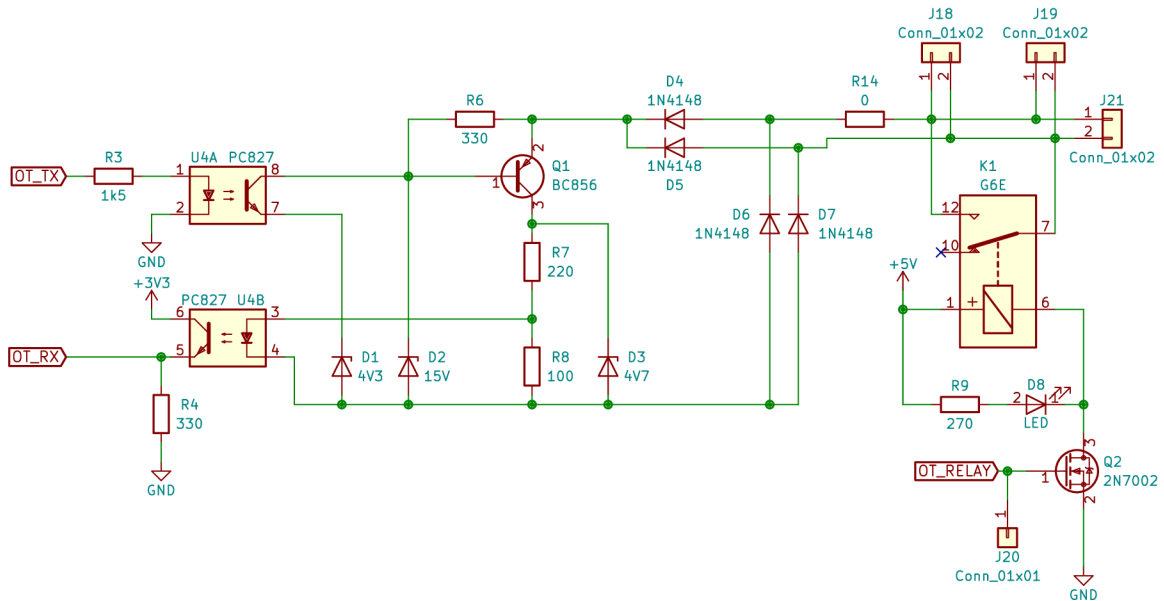 J18
Conn_01x02
J19
Conn_01x02
1
2
1
2
D4
1N4148
R14
0
J21
1
2
Conn_01x02
R6
330
Q1
BC856
2
1
3
1N4148
D5
OT_TX
R3
1k5
U4A PC827
1
8
2
7
GND
D6
1N4148
D7
1N4148
K1
G6E
12
7
10
R7
220
+3V3
PC827 U4B
6
3
5
4
+5V
1
+
6
OT_RX
R4
330
GND
D1
4V3
D2
15V
R8
100
D3
4V7
R9
270
2
D8
1
LED
OT_RELAY
1
3
Q2
2N7002
2
1
J20
Conn_01x01
GND